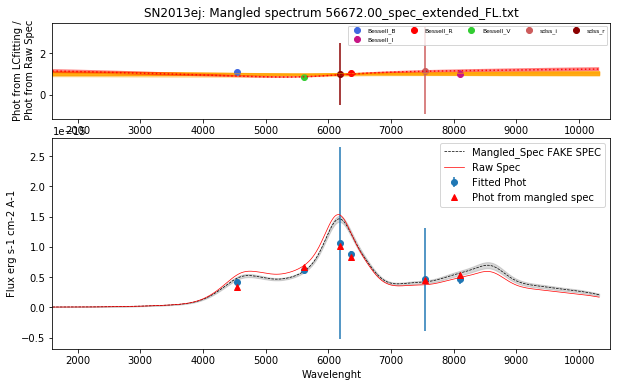 SN2013ej: Mangled spectrum 56672.00_spec_extended_FL.txt
Phot from LCfitting /
Phot from Raw Spec
Bessell_B
Bessell_R
Bessell_V
sdss_i
sdss_r
Bessell_I
2
0
2000 3000 4000 5000 6000 7000 8000 9000 10000
1e−15
Mangled_Spec FAKE SPEC
Raw Spec
Fitted Phot
Phot from mangled spec
Flux erg s-1 cm-2 A-1
2.5
2.0
1.5
1.0
0.5
0.0
−0.5
2000 3000 4000 5000 6000 7000 8000 9000 10000
Wavelenght